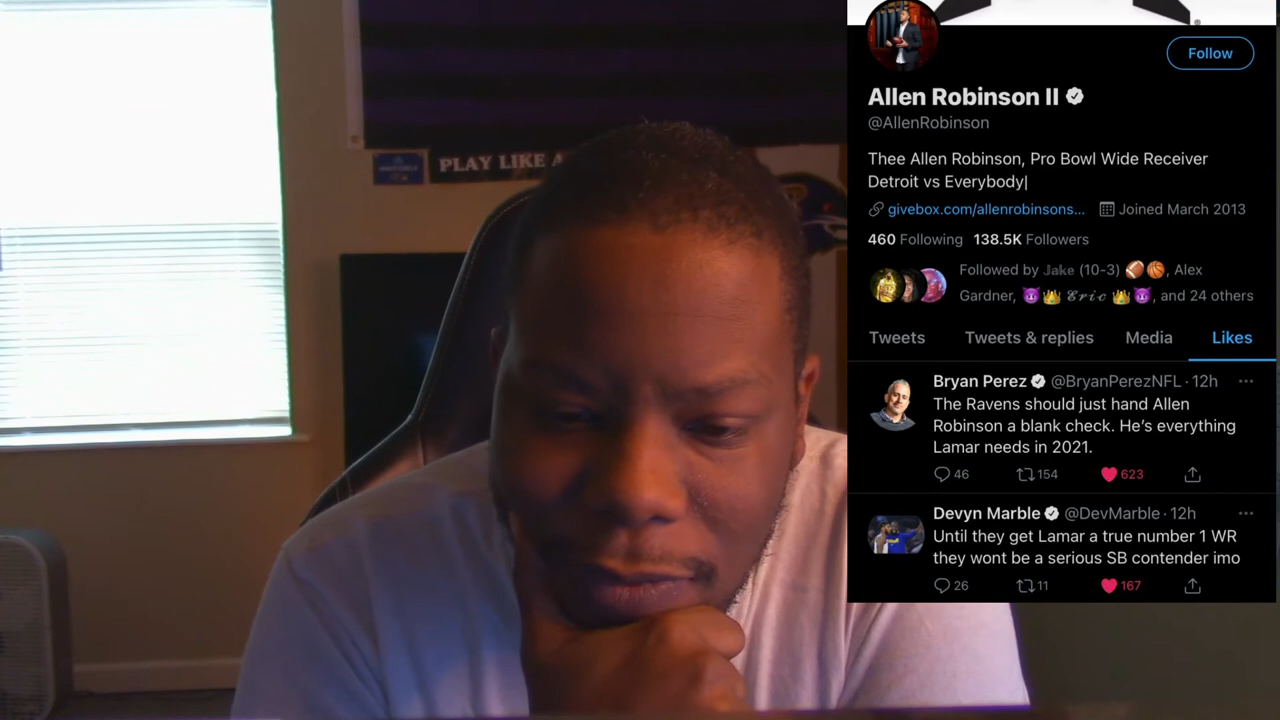 PLAY LIKE A
Follow
Allen Robinson II
@AllenRobinson
Thee Allen Robinson, Pro Bowl Wide Receiver
Detroit vs Everybody|
givebox.com/allenrobinsons... Joined March 2013
460 Following 138.5K Followers
Followed by Jake (10-3) 🏈🏀, Alex
Gardner, 😈👑 𝓔𝓻𝓲𝓬 👑😈, and 24 others
Tweets Tweets & replies Media Likes
Bryan Perez @BryanPerezNFL · 12h ...
The Ravens should just hand Allen
Robinson a blank check. He's everything
Lamar needs in 2021.
46 154 623
Devyn Marble @DevMarble · 12h ...
Until they get Lamar a true number 1 WR
they wont be a serious SB contender imo
26 11 167